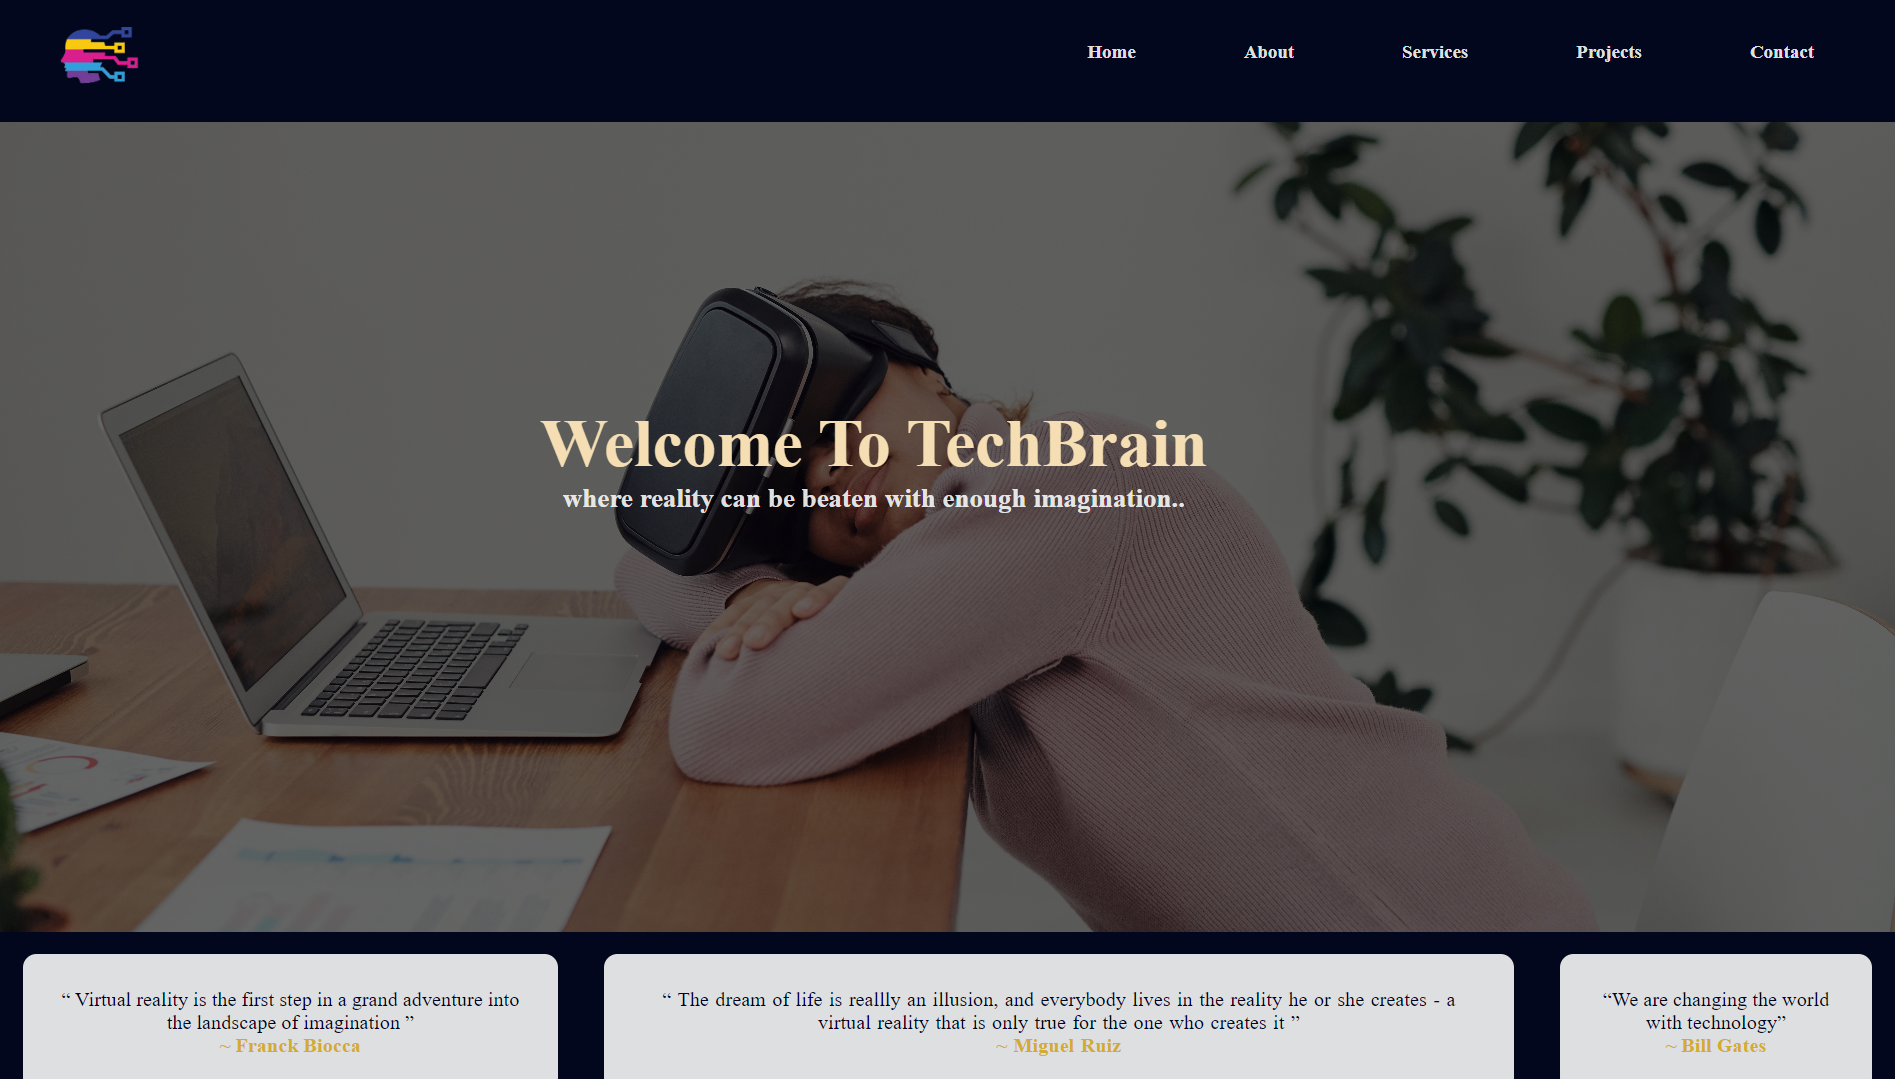 Home
About
Services
Projects
Contact
Welcome To TechBrain
where reality can be beaten with enough imagination..
“ Virtual reality is the first step in a grand adventure into
the landscape of imagination ”
~ Franck Biocca
“ The dream of life is reallly an illusion, and everybody lives in the reality he or she creates - a
virtual reality that is only true for the one who creates it ”
~ Miguel Ruiz
“We are changing the world
with technology”
~ Bill Gates